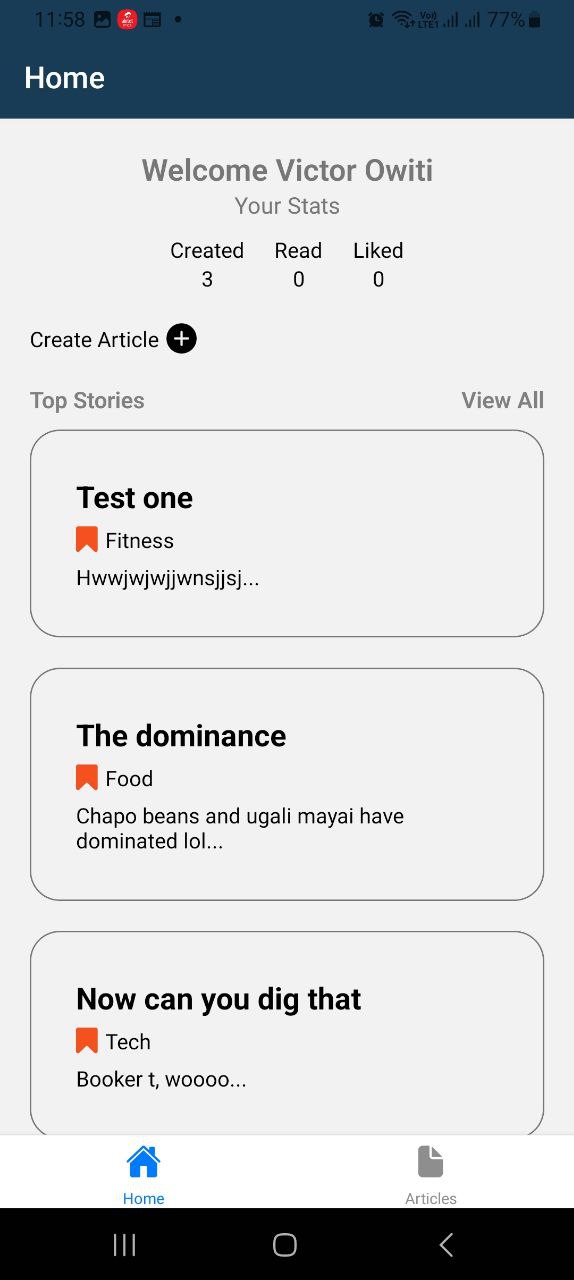 11:58
Vo))
LTE1
77%
Home
Welcome Victor Owiti
Your Stats
Created Read Liked
3 0 0
Create Article
Top Stories View All
Test one
Fitness
Hwwjwjwjjwnsjjsj...
The dominance
Food
Chapo beans and ugali mayai have
dominated lol...
Now can you dig that
Tech
Booker t, woooo...
Home Articles